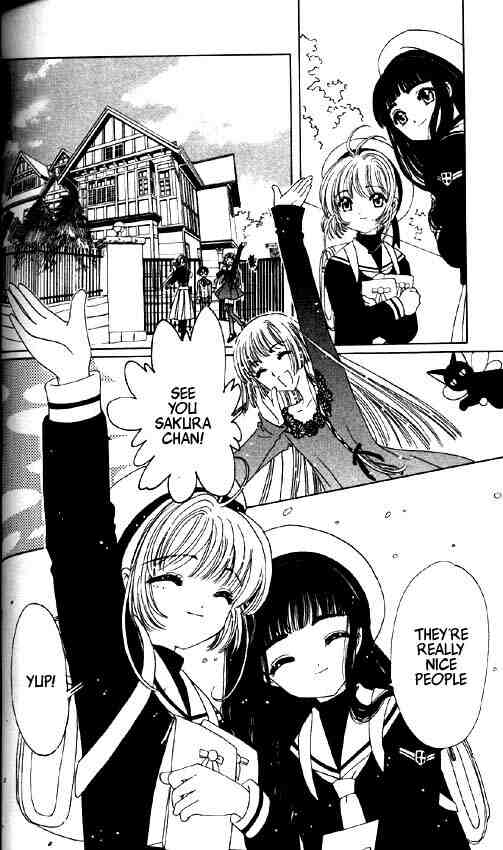 SEE
YOU
SAKURA
CHAN!
THEY'RE
REALLY
NICE
PEOPLE
YUP!